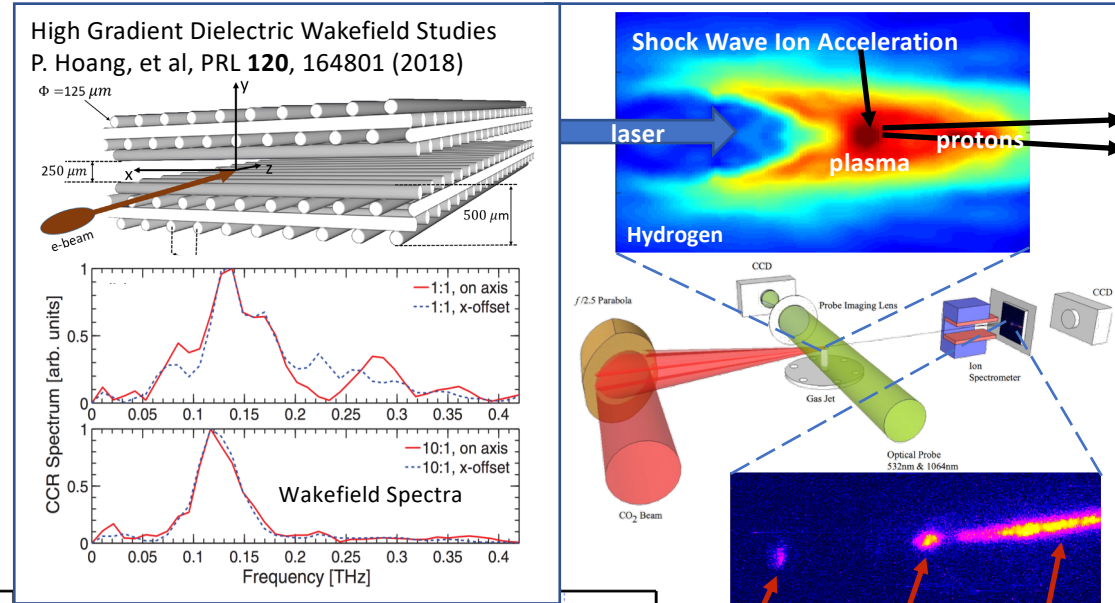 High Gradient Dielectric Wakefield Studies
P. Hoang, et al, PRL 120, 164801 (2018)
Φ =125 μm
y
250 μm
x
z
500 μm
e-beam
CCR Spectrum [arb. units]
1
0.5
0
1:1, on axis
1:1, x-offset
0 0.05 0.1 0.15 0.2 0.25 0.3 0.35 0.4
1
0.5
0
10:1, on axis
10:1, x-offset
Wakefield Spectra
0 0.05 0.1 0.15 0.2 0.25 0.3 0.35 0.4
Frequency [THz]
Shock Wave Ion Acceleration
laser
protons
plasma
Hydrogen
CCD
f/2.5 Parabola
Probe Imaging Lens
CCD
Ion
Spectrometer
Gas Jet
Optical Probe
532nm & 1064nm
CO2 Beam